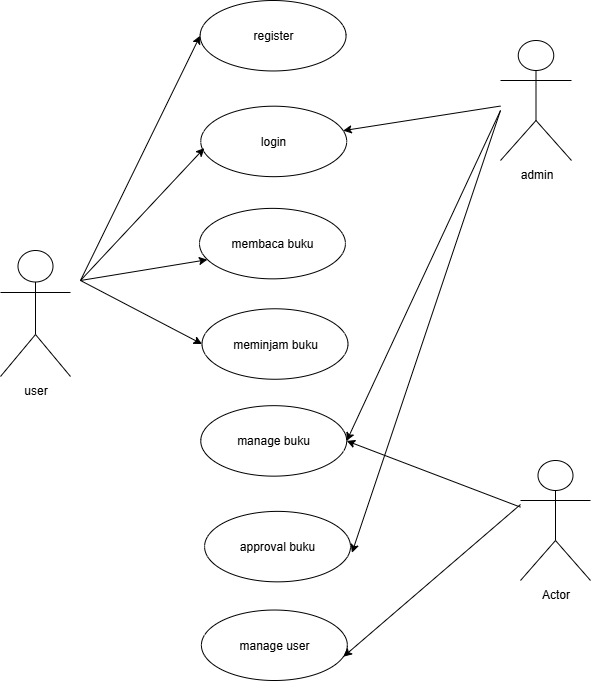 register
login
admin
membaca buku
meminjam buku
user
manage buku
approval buku
Actor
manage user